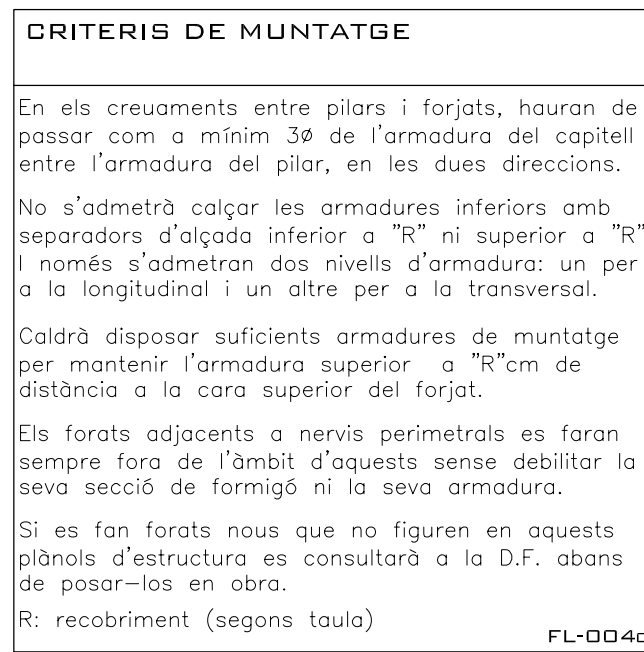 CRITERIS DE MUNTATGE
En els creuaments entre pilars i forjats, hauran de
passar com a mínim 3ø de l'armadura del capitell
entre l'armadura del pilar, en les dues direccions.
No s'admetrà calçar les armadures inferiors amb
separadors d'alçada inferior a "R" ni superior a "R"
I només s'admetran dos nivells d'armadura: un per
a la longitudinal i un altre per a la transversal.
Caldrà disposar suficients armadures de muntatge
per mantenir l'armadura superior a "R"cm de
distància a la cara superior del forjat.
Els forats adjacents a nervis perimetrals es faran
sempre fora de l'àmbit d'aquests sense debilitar la
seva secció de formigó ni la seva armadura.
Si es fan forats nous que no figuren en aquests
plànols d'estructura es consultarà a la D.F. abans
de posar-los en obra.
R: recobriment (segons taula)
FL-004c